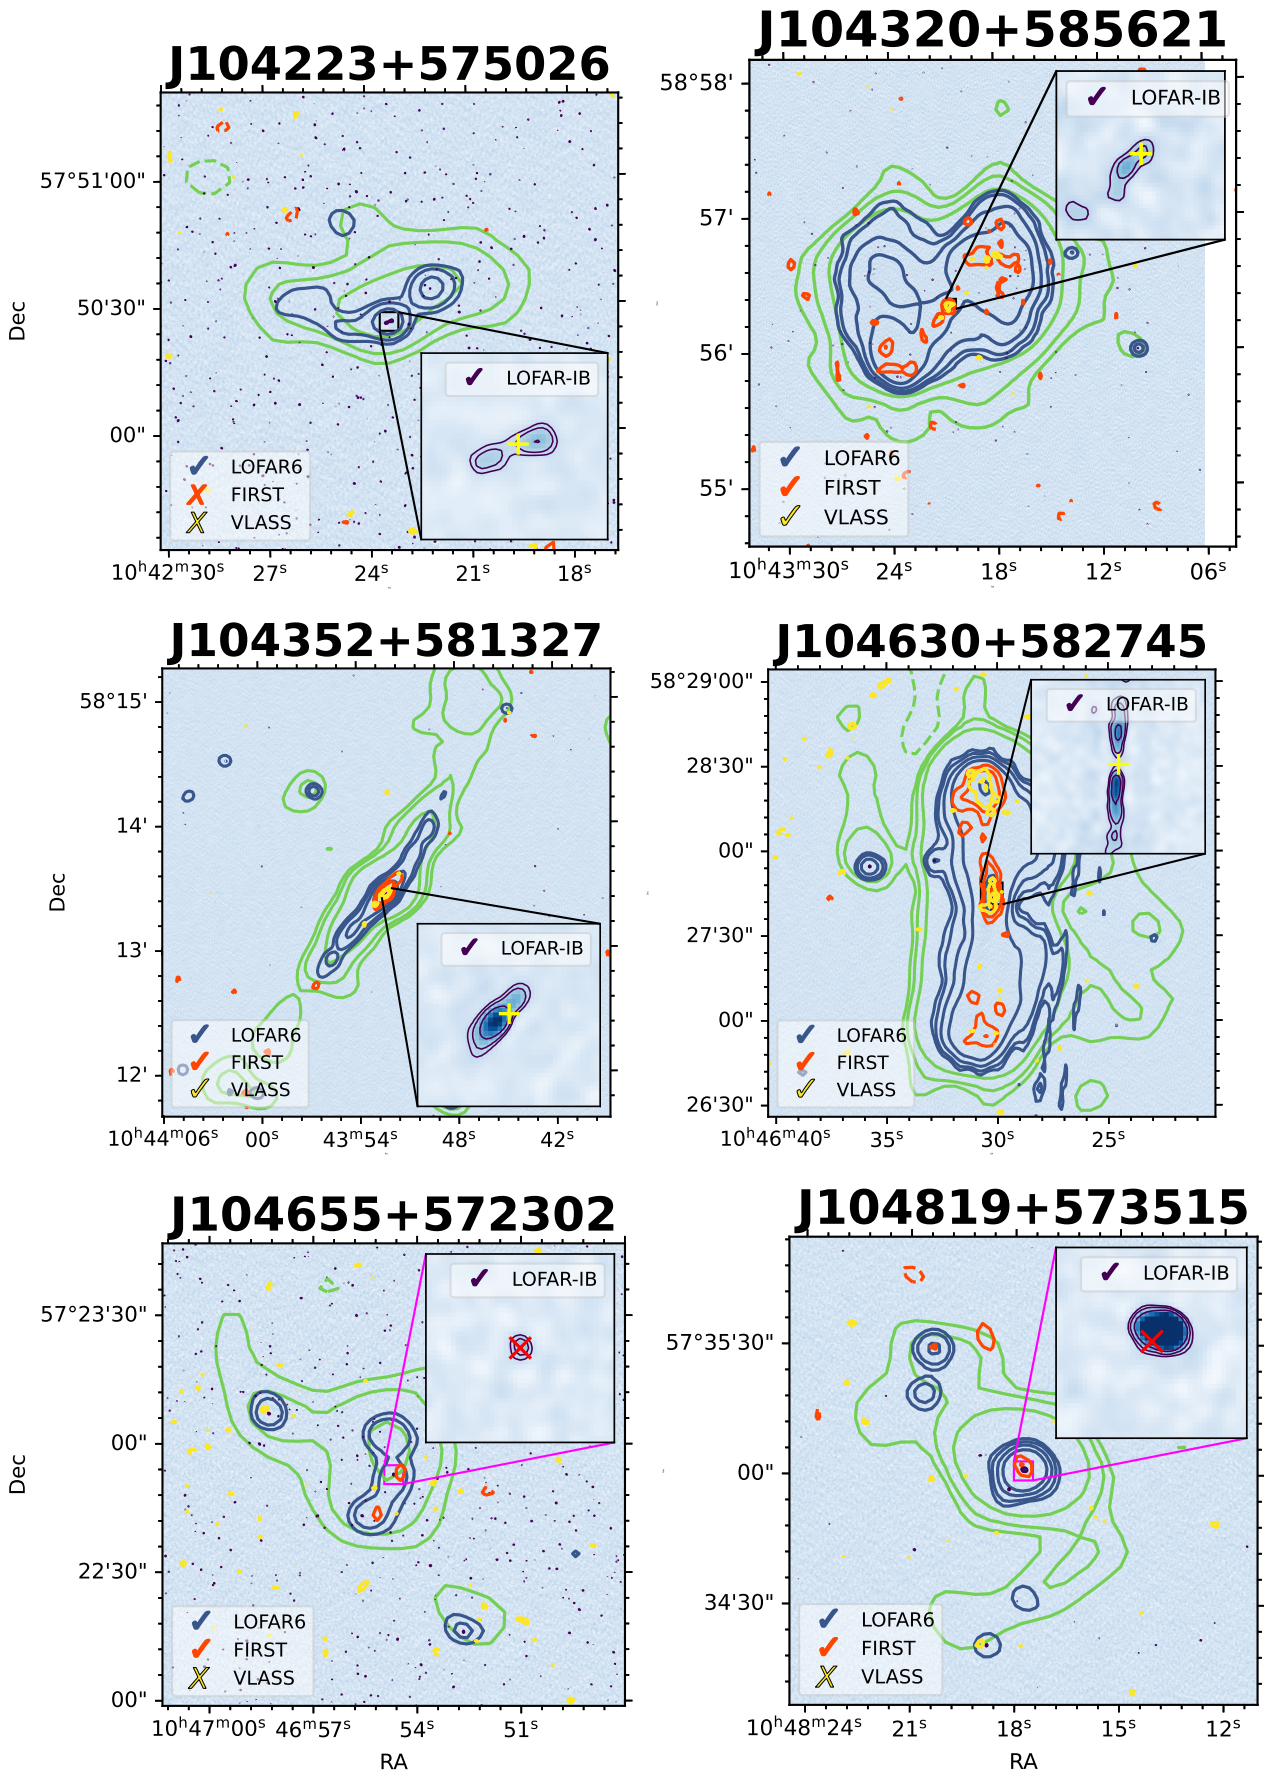 J104223+575026
Dec
57°51'00"
50'30"
00"
✓ LOFAR-IB
✓ LOFAR6
✗ FIRST
X VLASS
10ʰ42ᵐ30ˢ 27ˢ 24ˢ 21ˢ 18ˢ
J104320+585621
58°58'
57'
56'
55'
✓ LOFAR-IB
✓ LOFAR6
✓ FIRST
✓ VLASS
10ʰ43ᵐ30ˢ 24ˢ 18ˢ 12ˢ 06ˢ
J104352+581327
Dec
58°15'
14'
13'
12'
✓ LOFAR-IB
✓ LOFAR6
✓ FIRST
✓ VLASS
10ʰ44ᵐ06ˢ 00ˢ 43ᵐ54ˢ 48ˢ 42ˢ
J104630+582745
58°29'00"
28'30"
00"
27'30"
00"
26'30"
✓ LOFAR-IB
✓ LOFAR6
✓ FIRST
✓ VLASS
10ʰ46ᵐ40ˢ 35ˢ 30ˢ 25ˢ
J104655+572302
Dec
57°23'30"
00"
22'30"
00"
✓ LOFAR-IB
✓ LOFAR6
✓ FIRST
X VLASS
10ʰ47ᵐ00ˢ 46ᵐ57ˢ 54ˢ 51ˢ
RA
J104819+573515
57°35'30"
00"
34'30"
✓ LOFAR-IB
✓ LOFAR6
✓ FIRST
X VLASS
10ʰ48ᵐ24ˢ 21ˢ 18ˢ 15ˢ 12ˢ
RA